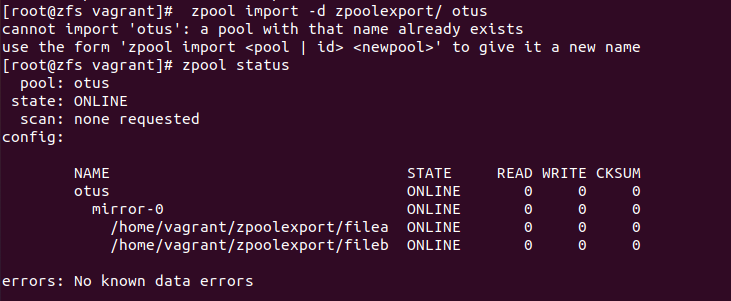 [root@zfs vagrant]#  zpool import -d zpoolexport/ otus
cannot import 'otus': a pool with that name already exists
use the form 'zpool import <pool | id> <newpool>' to give it a new name
[root@zfs vagrant]# zpool status
  pool: otus
 state: ONLINE
  scan: none requested
config:

        NAME                                 STATE     READ WRITE CKSUM
        otus                                 ONLINE       0     0     0
          mirror-0                           ONLINE       0     0     0
            /home/vagrant/zpoolexport/filea  ONLINE       0     0     0
            /home/vagrant/zpoolexport/fileb  ONLINE       0     0     0

errors: No known data errors